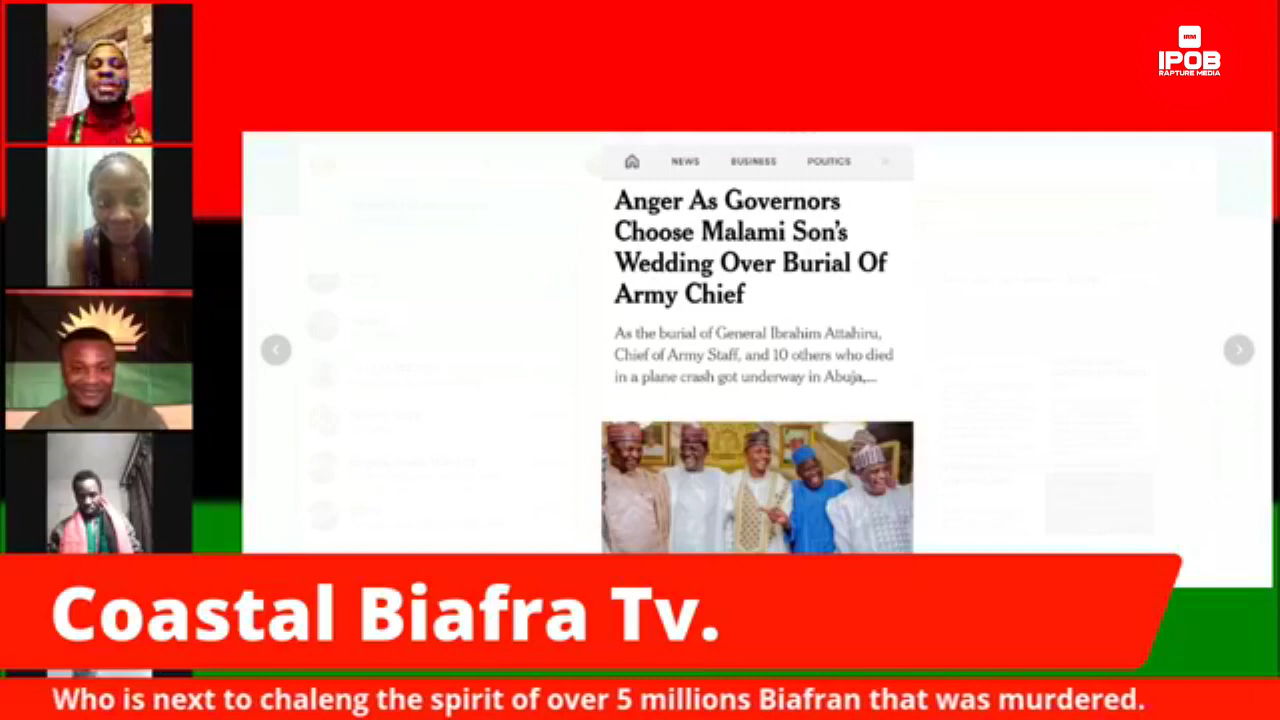 IRM
IPOB
RAPTURE MEDIA
NEWS BUSINESS POLITICS
Anger As Governors
Choose Malami Son's
Wedding Over Burial Of
Army Chief
As the burial of General Ibrahim Attahiru,
Chief of Army Staff, and 10 others who died
in a plane crash got underway in Abuja,...
Coastal Biafra Tv.
Who is next to chaleng the spirit of over 5 millions Biafran that was murdered.